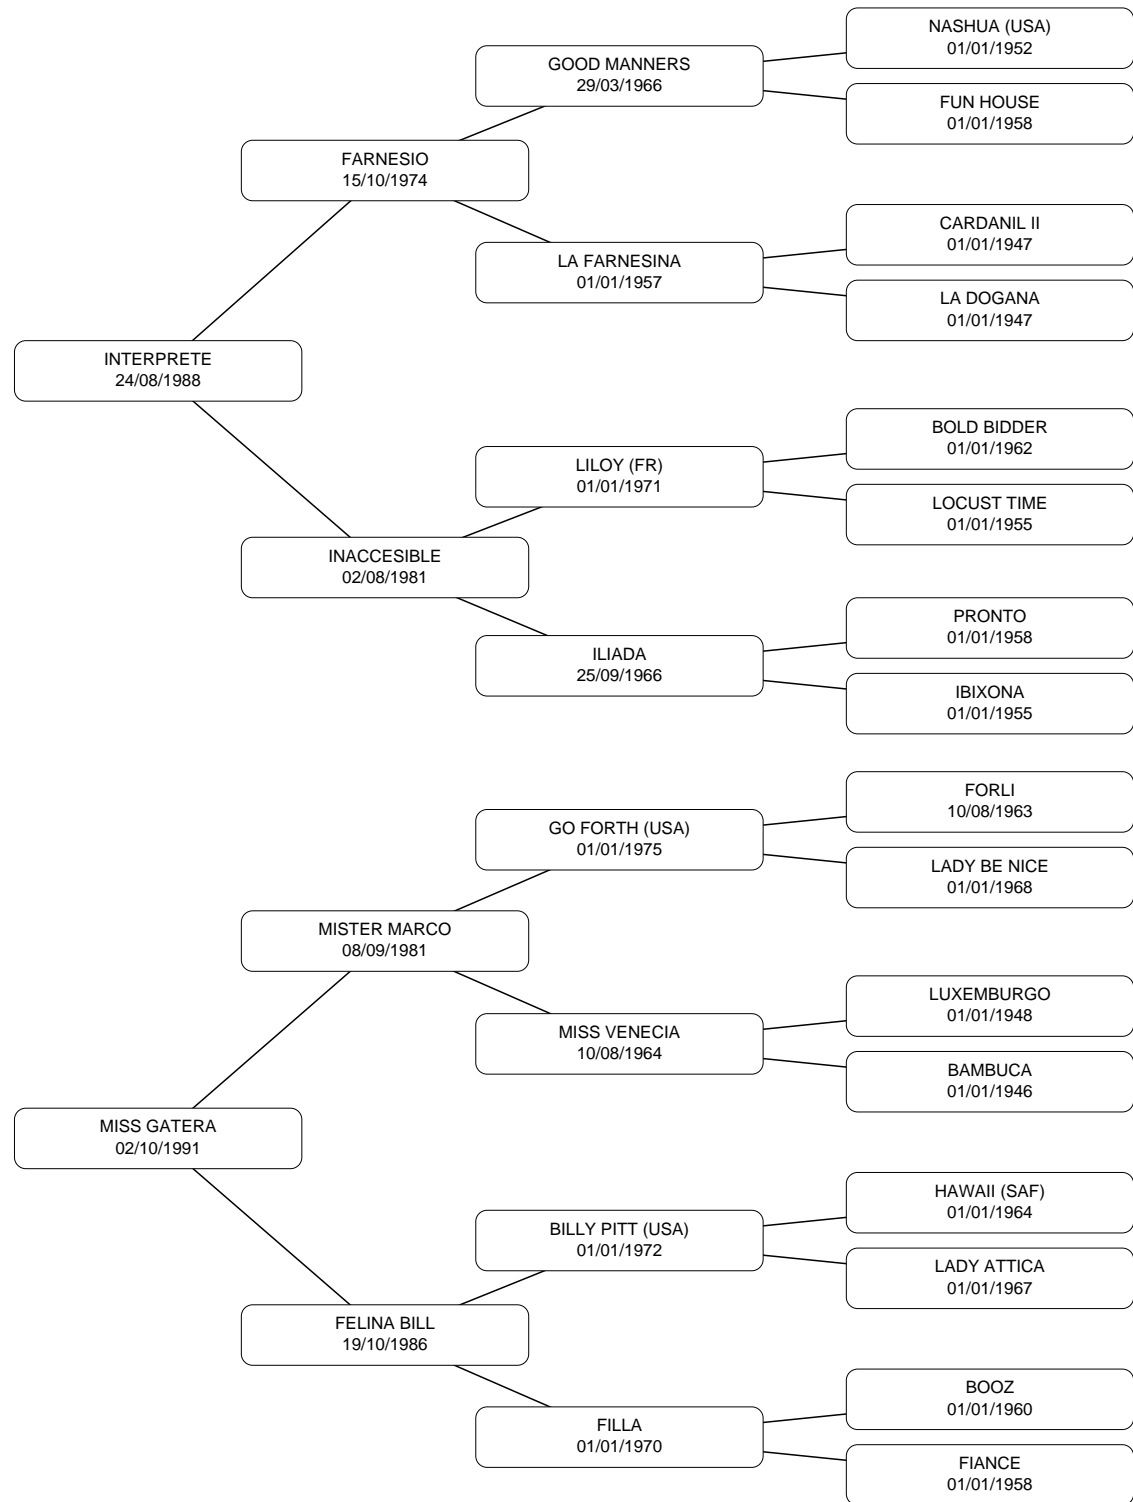 NASHUA (USA)
01/01/1952
GOOD MANNERS
29/03/1966
FUN HOUSE
01/01/1958
FARNESIO
15/10/1974
CARDANIL II
01/01/1947
LA FARNESINA
01/01/1957
LA DOGANA
01/01/1947
INTERPRETE
24/08/1988
BOLD BIDDER
01/01/1962
LILOY (FR)
01/01/1971
LOCUST TIME
01/01/1955
INACCESIBLE
02/08/1981
PRONTO
01/01/1958
ILIADA
25/09/1966
IBIXONA
01/01/1955
FORLI
10/08/1963
GO FORTH (USA)
01/01/1975
LADY BE NICE
01/01/1968
MISTER MARCO
08/09/1981
LUXEMBURGO
01/01/1948
MISS VENECIA
10/08/1964
BAMBUCA
01/01/1946
MISS GATERA
02/10/1991
HAWAII (SAF)
01/01/1964
BILLY PITT (USA)
01/01/1972
LADY ATTICA
01/01/1967
FELINA BILL
19/10/1986
BOOZ
01/01/1960
FILLA
01/01/1970
FIANCE
01/01/1958